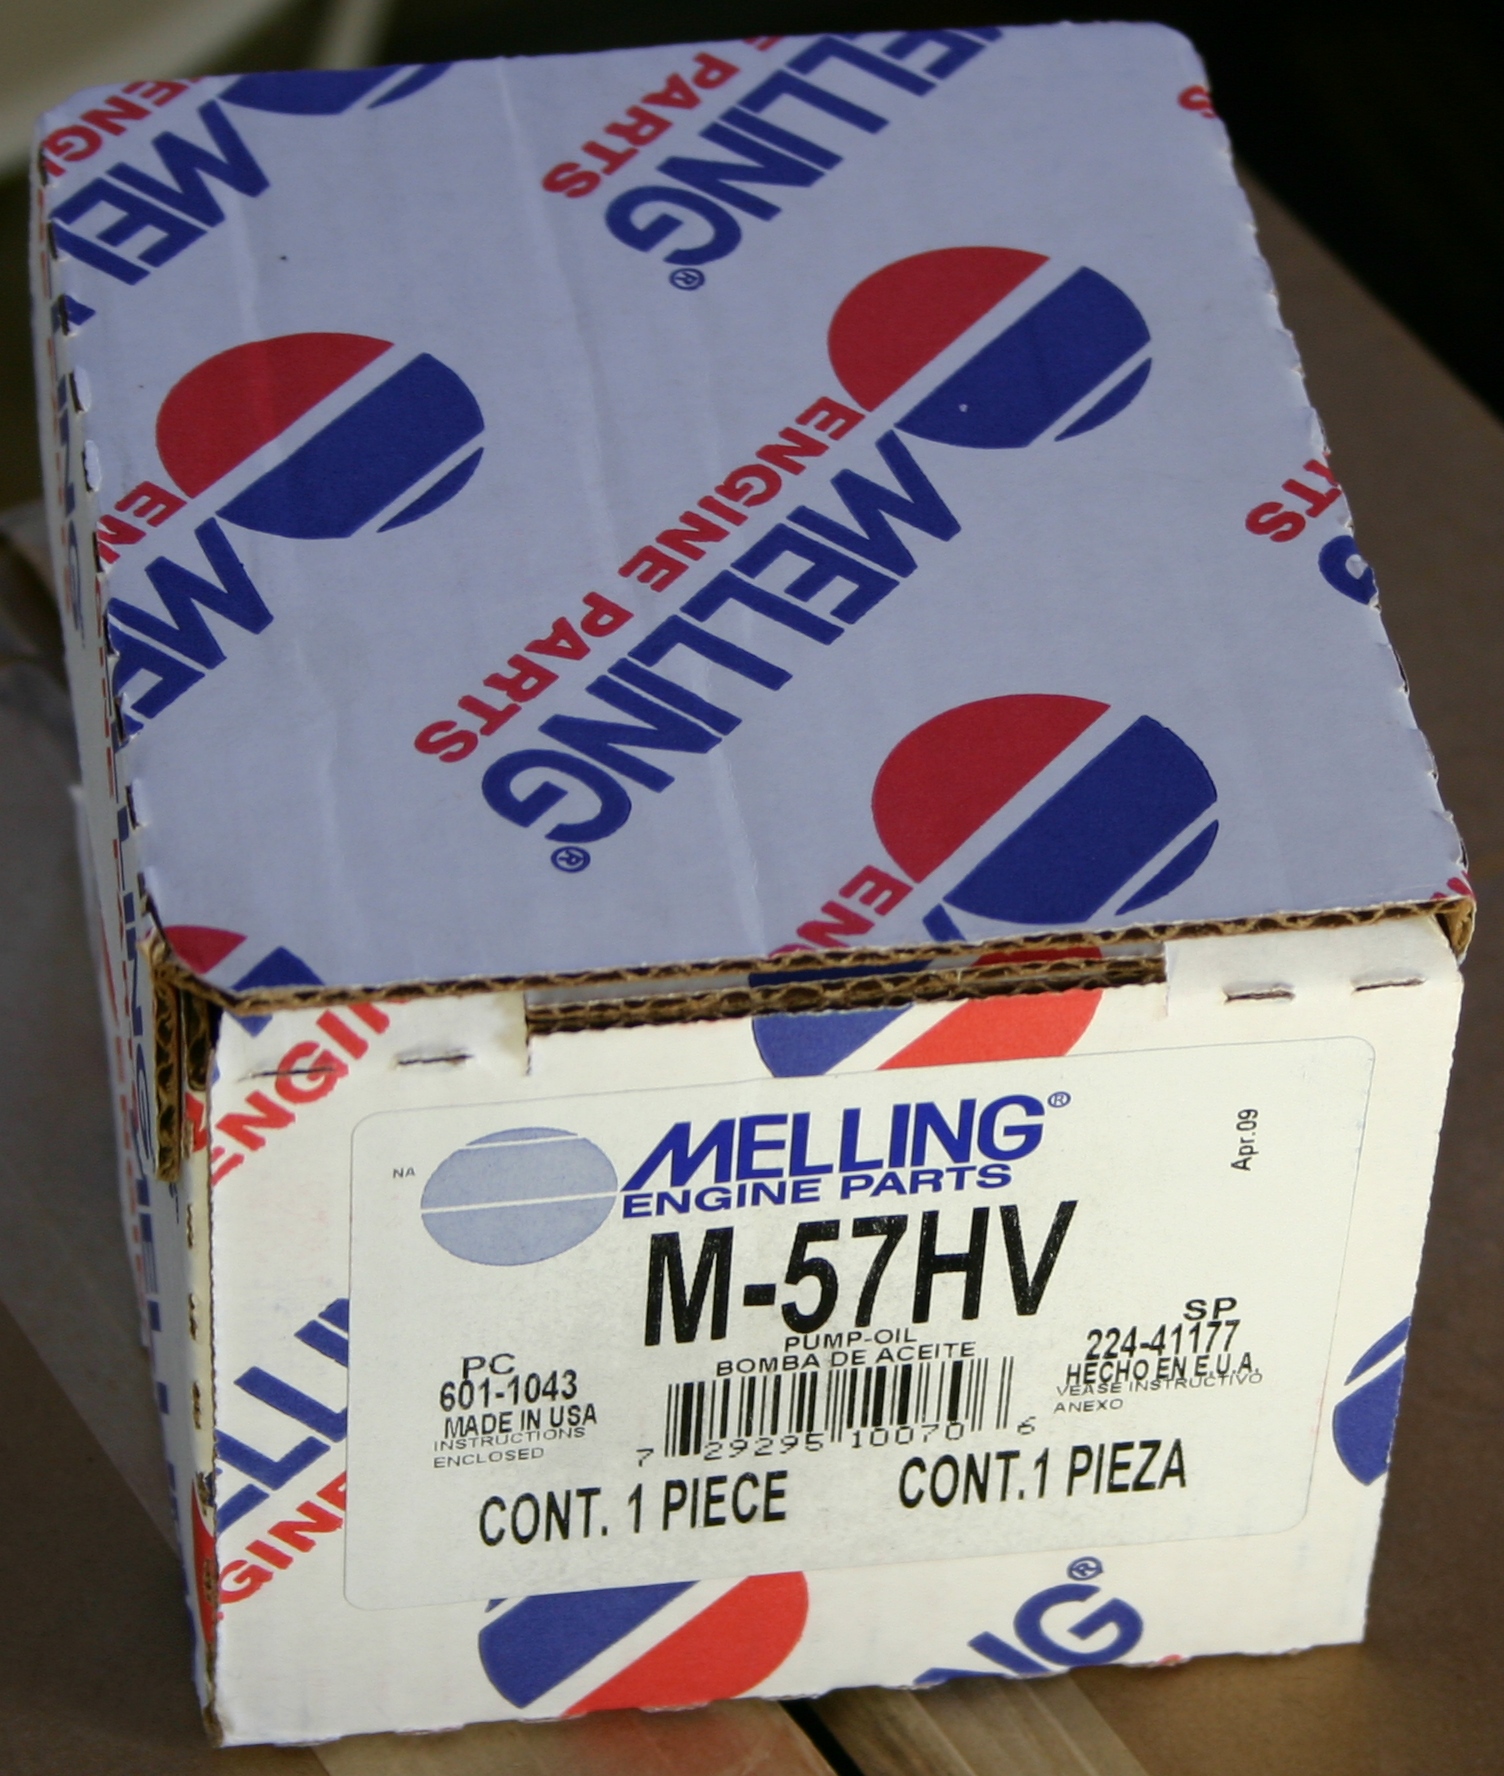 ENGINE PARTS
MELLING®
PARTS
MELLING®
ENGINE PARTS
MELLING®
NA
MELLING®
ENGINE PARTS
Apr.09
M-57HV
PUMP-OIL
BOMBA DE ACEITE
PC
601-1043
MADE IN USA
INSTRUCTIONS
ENCLOSED
SP
224-41177
HECHO EN E.U.A.
VEASE INSTRUCTIVO
ANEXO
7 29295 10070 6
CONT. 1 PIECE
CONT.1 PIEZA